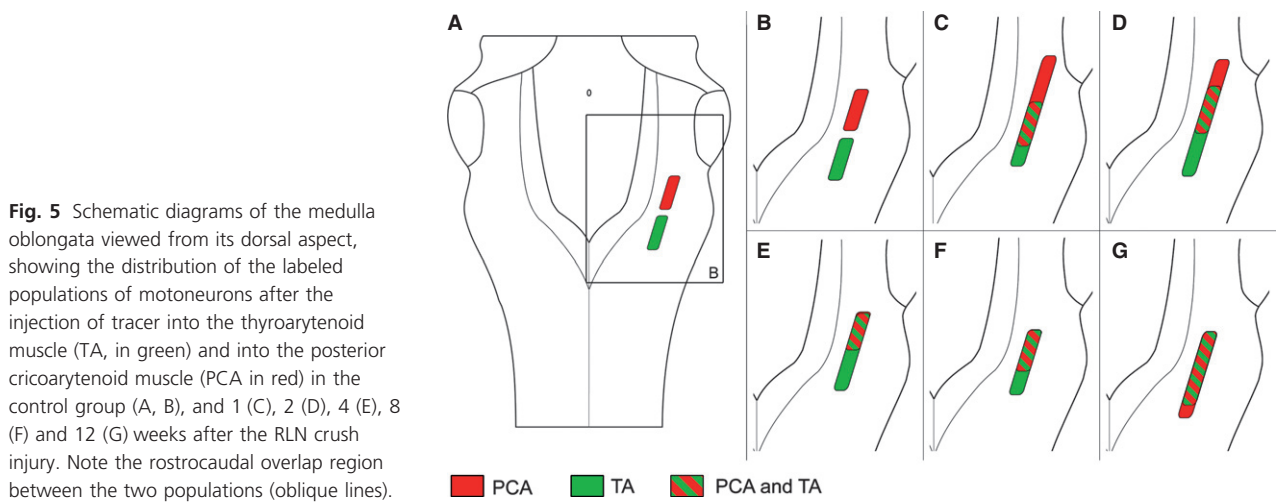 Fig. 5 Schematic diagrams of the medulla
oblongata viewed from its dorsal aspect,
showing the distribution of the labeled
populations of motoneurons after the
injection of tracer into the thyroarytenoid
muscle (TA, in green) and into the posterior
cricoarytenoid muscle (PCA in red) in the
control group (A, B), and 1 (C), 2 (D), 4 (E), 8
(F) and 12 (G) weeks after the RLN crush
injury. Note the rostrocaudal overlap region
between the two populations (oblique lines).
A
B
B
C
D
E
F
G
PCA
TA
PCA and TA